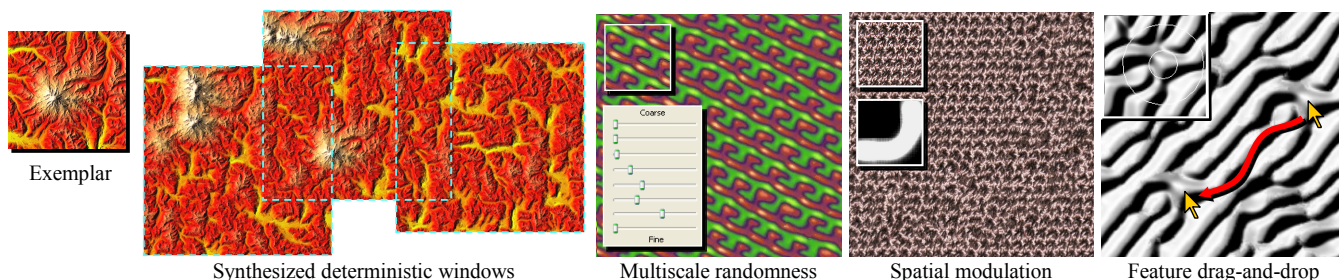 Coarse
Fine
Exemplar
Synthesized deterministic windows
Multiscale randomness
Spatial modulation
Feature drag-and-drop